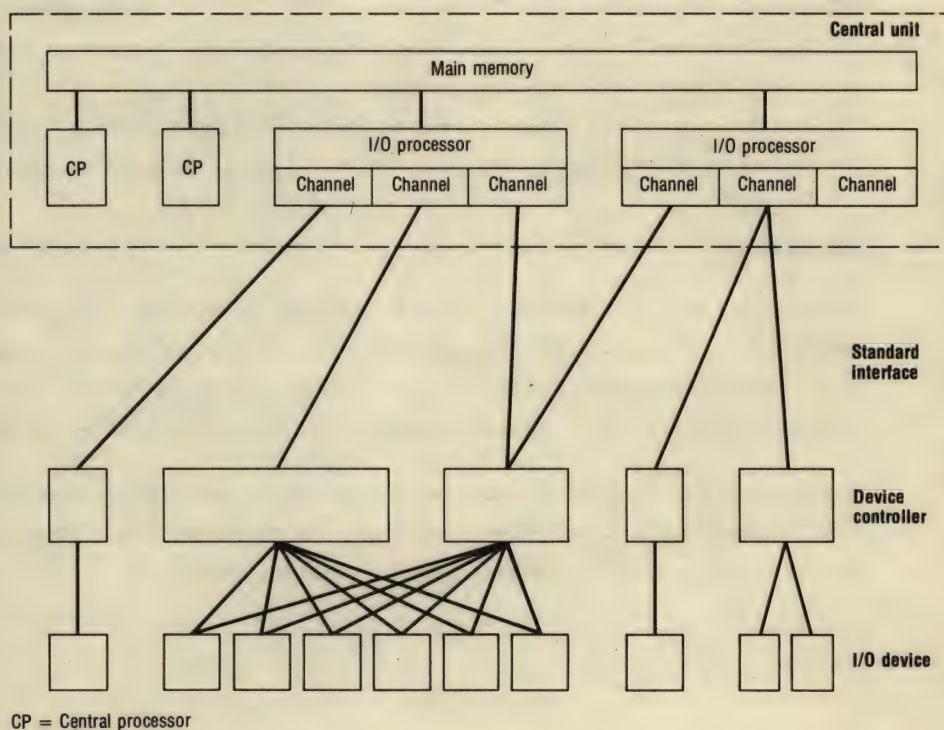 Central unit
Main memory
CP
CP
I/O processor
Channel
Channel
Channel
I/O processor
Channel
Channel
Channel
Standard
interface
Device
controller
I/O device
CP = Central processor